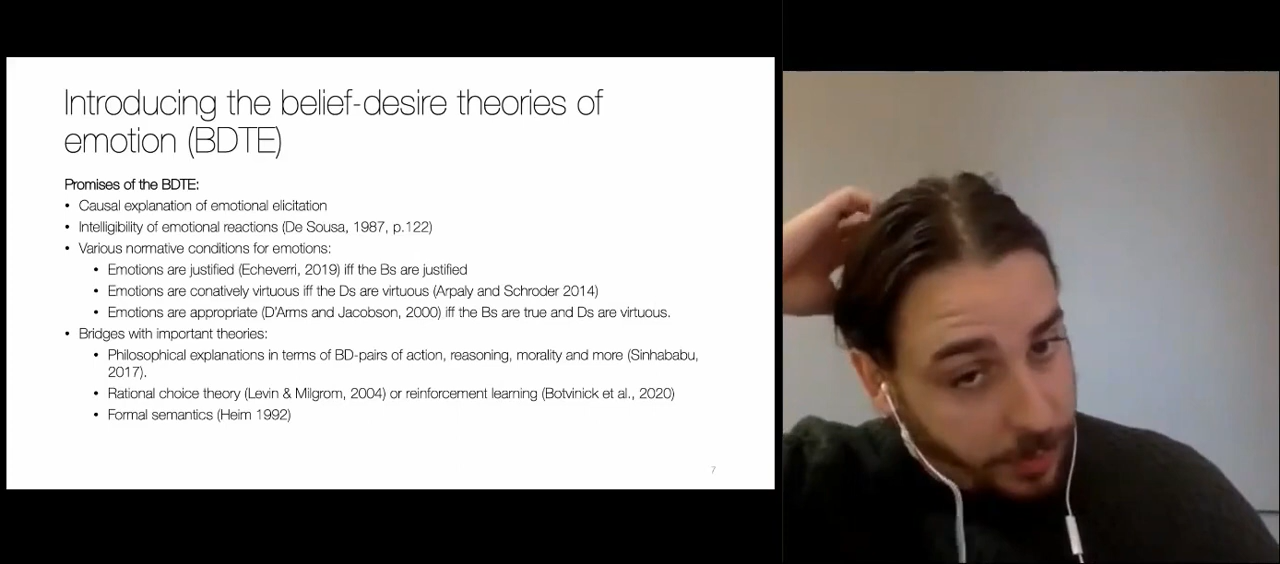 Introducing the belief-desire theories of
emotion (BDTE)
Promises of the BDTE:
• Causal explanation of emotional elicitation
• Intelligibility of emotional reactions (De Sousa, 1987, p.122)
• Various normative conditions for emotions:
• Emotions are justified (Echeverri, 2019) iff the Bs are justified
• Emotions are conatively virtuous iff the Ds are virtuous (Arpaly and Schroder 2014)
• Emotions are appropriate (D'Arms and Jacobson, 2000) iff the Bs are true and Ds are virtuous.
• Bridges with important theories:
• Philosophical explanations in terms of BD-pairs of action, reasoning, morality and more (Sinhababu,
2017).
• Rational choice theory (Levin & Milgrom, 2004) or reinforcement learning (Botvinick et al., 2020)
• Formal semantics (Heim 1992)
7